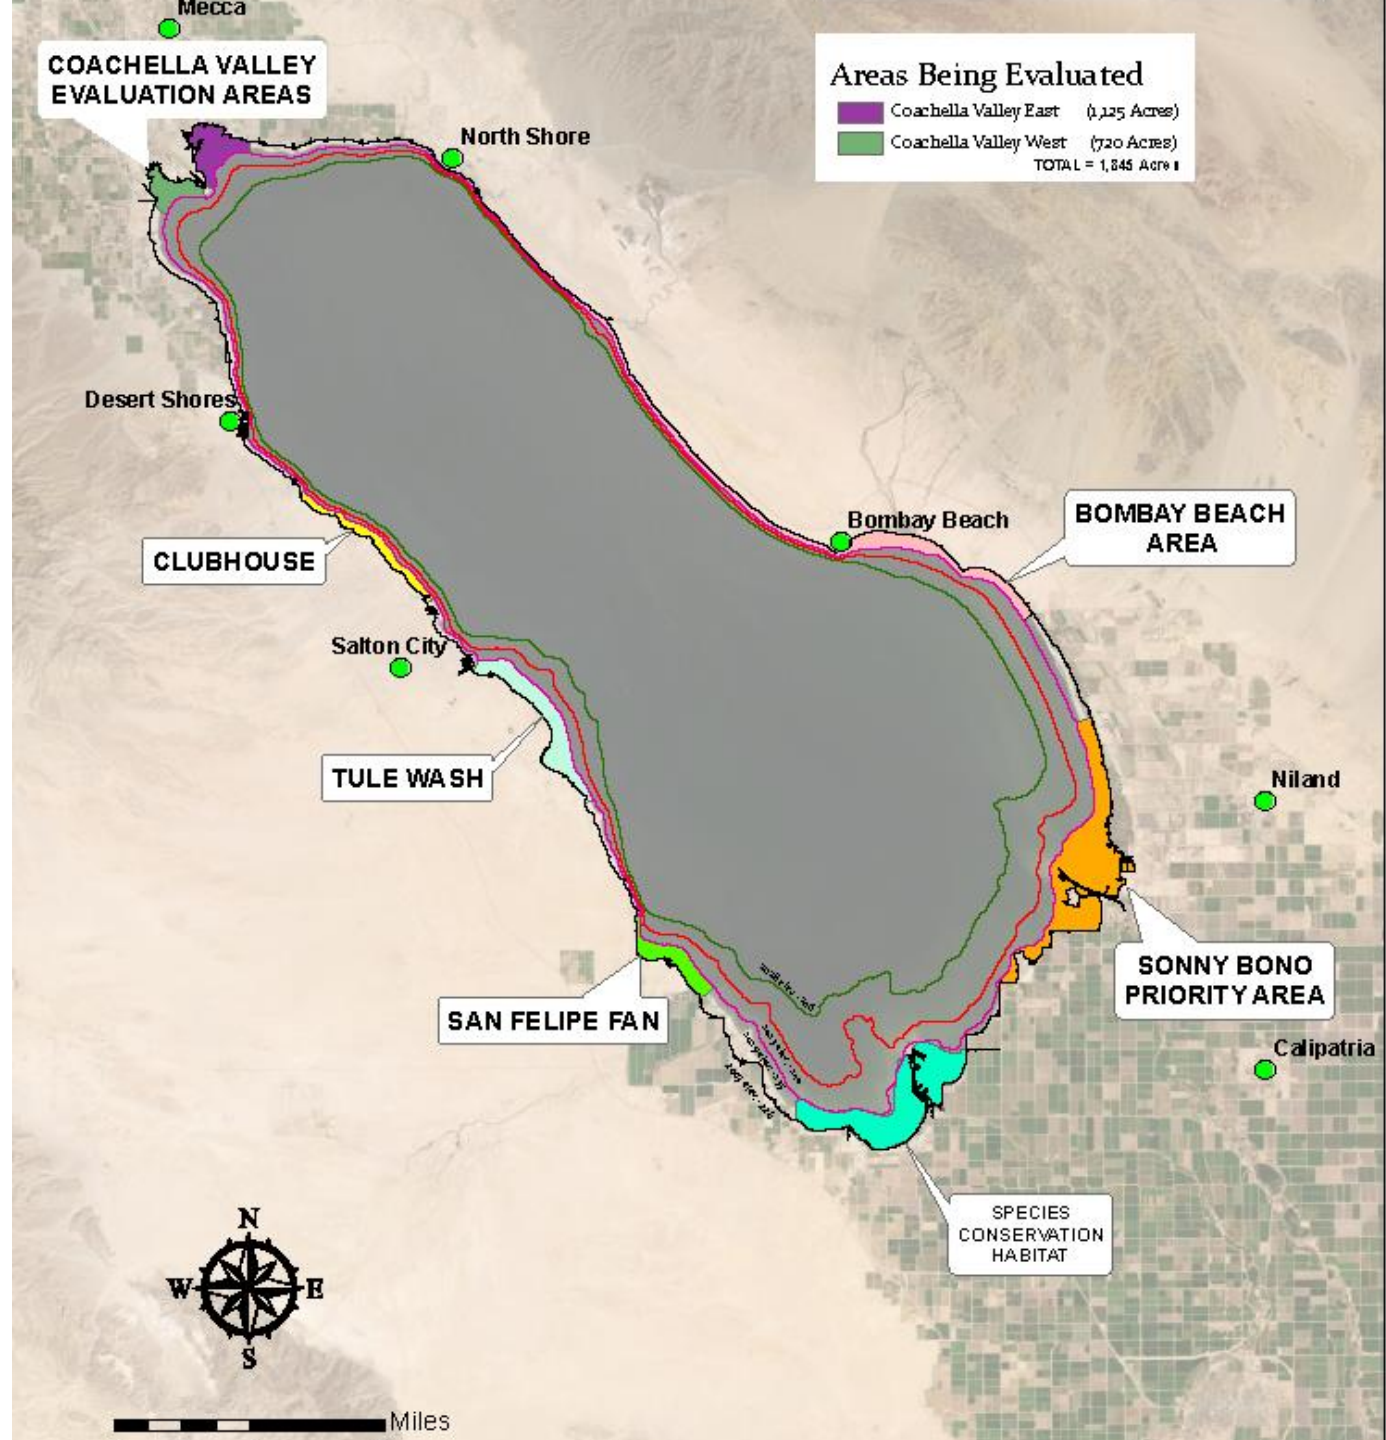 Mecca
COACHELLA VALLEY
EVALUATION AREAS
Areas Being Evaluated
Coachella Valley East (1,125 Acres)
Coachella Valley West (720 Acres)
TOTAL = 1,845 Acres
North Shore
Desert Shores
Bombay Beach
BOMBAY BEACH
AREA
CLUBHOUSE
Salton City
TULE WASH
Niland
SONNY BONO
PRIORITY AREA
SAN FELIPE FAN
Calipatria
SPECIES
CONSERVATION
HABITAT
N
W E
S
Miles